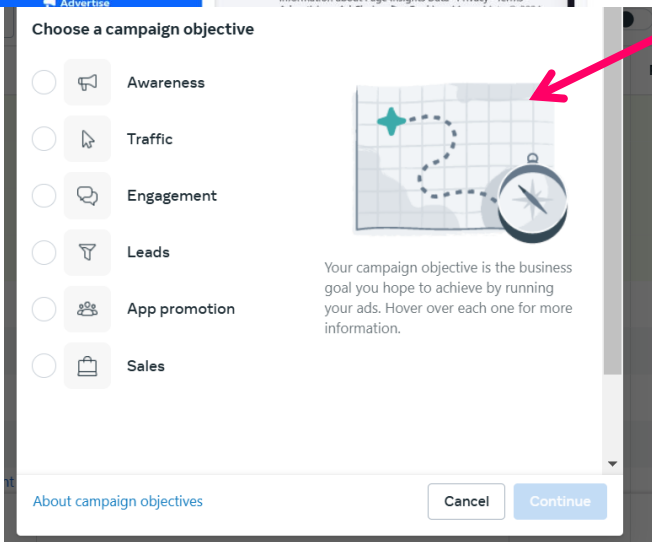 Advertise
Choose a campaign objective
Awareness
Traffic
Engagement
Leads
App promotion
Sales
Your campaign objective is the business
goal you hope to achieve by running
your ads. Hover over each one for more
information.
About campaign objectives
Cancel
Continue